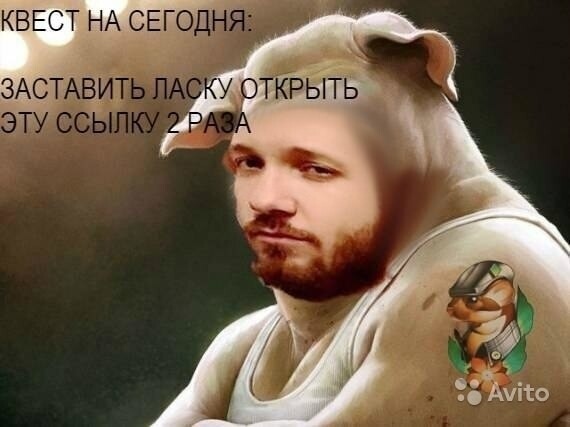 КВЕСТ НА СЕГОДНЯ:
ЗАСТАВИТЬ ЛАСКУ ОТКРЫТЬ
ЭТУ ССЫЛКУ 2 РАЗА
Avito